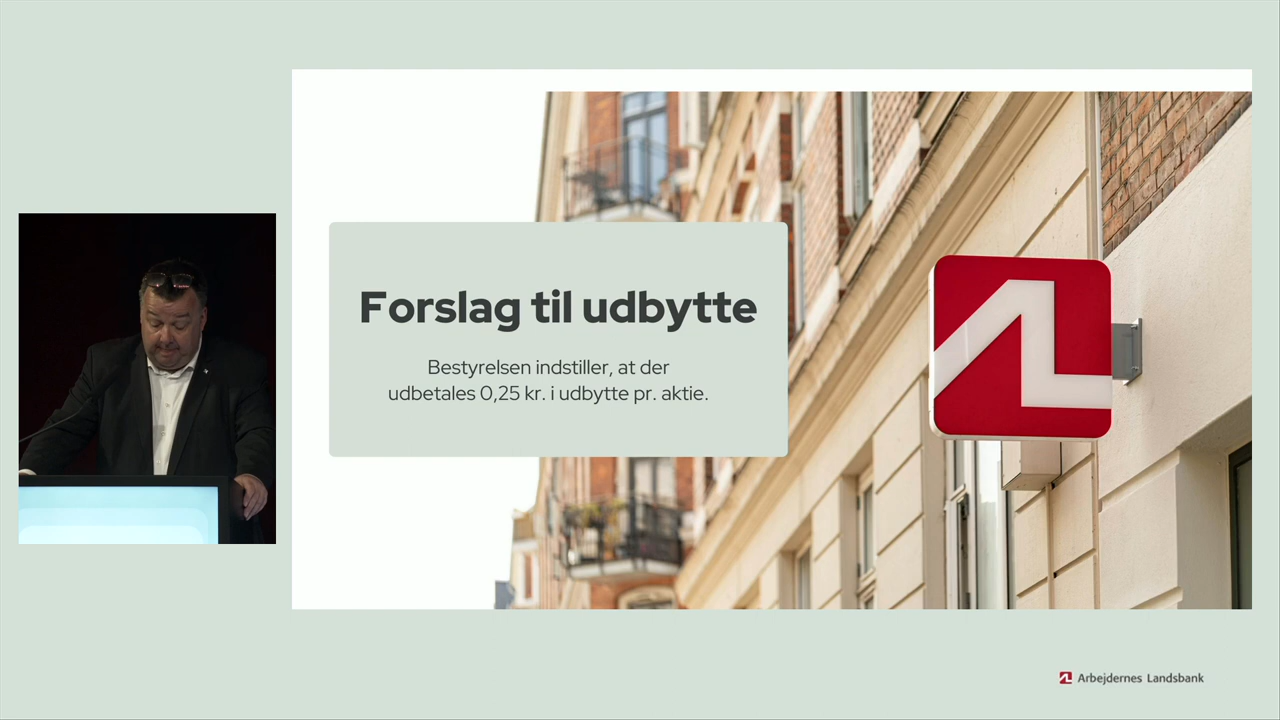 Forslag til udbytte
Bestyrelsen indstiller, at der
udbetales 0,25 kr. i udbytte pr. aktie.
Arbejdernes Landsbank